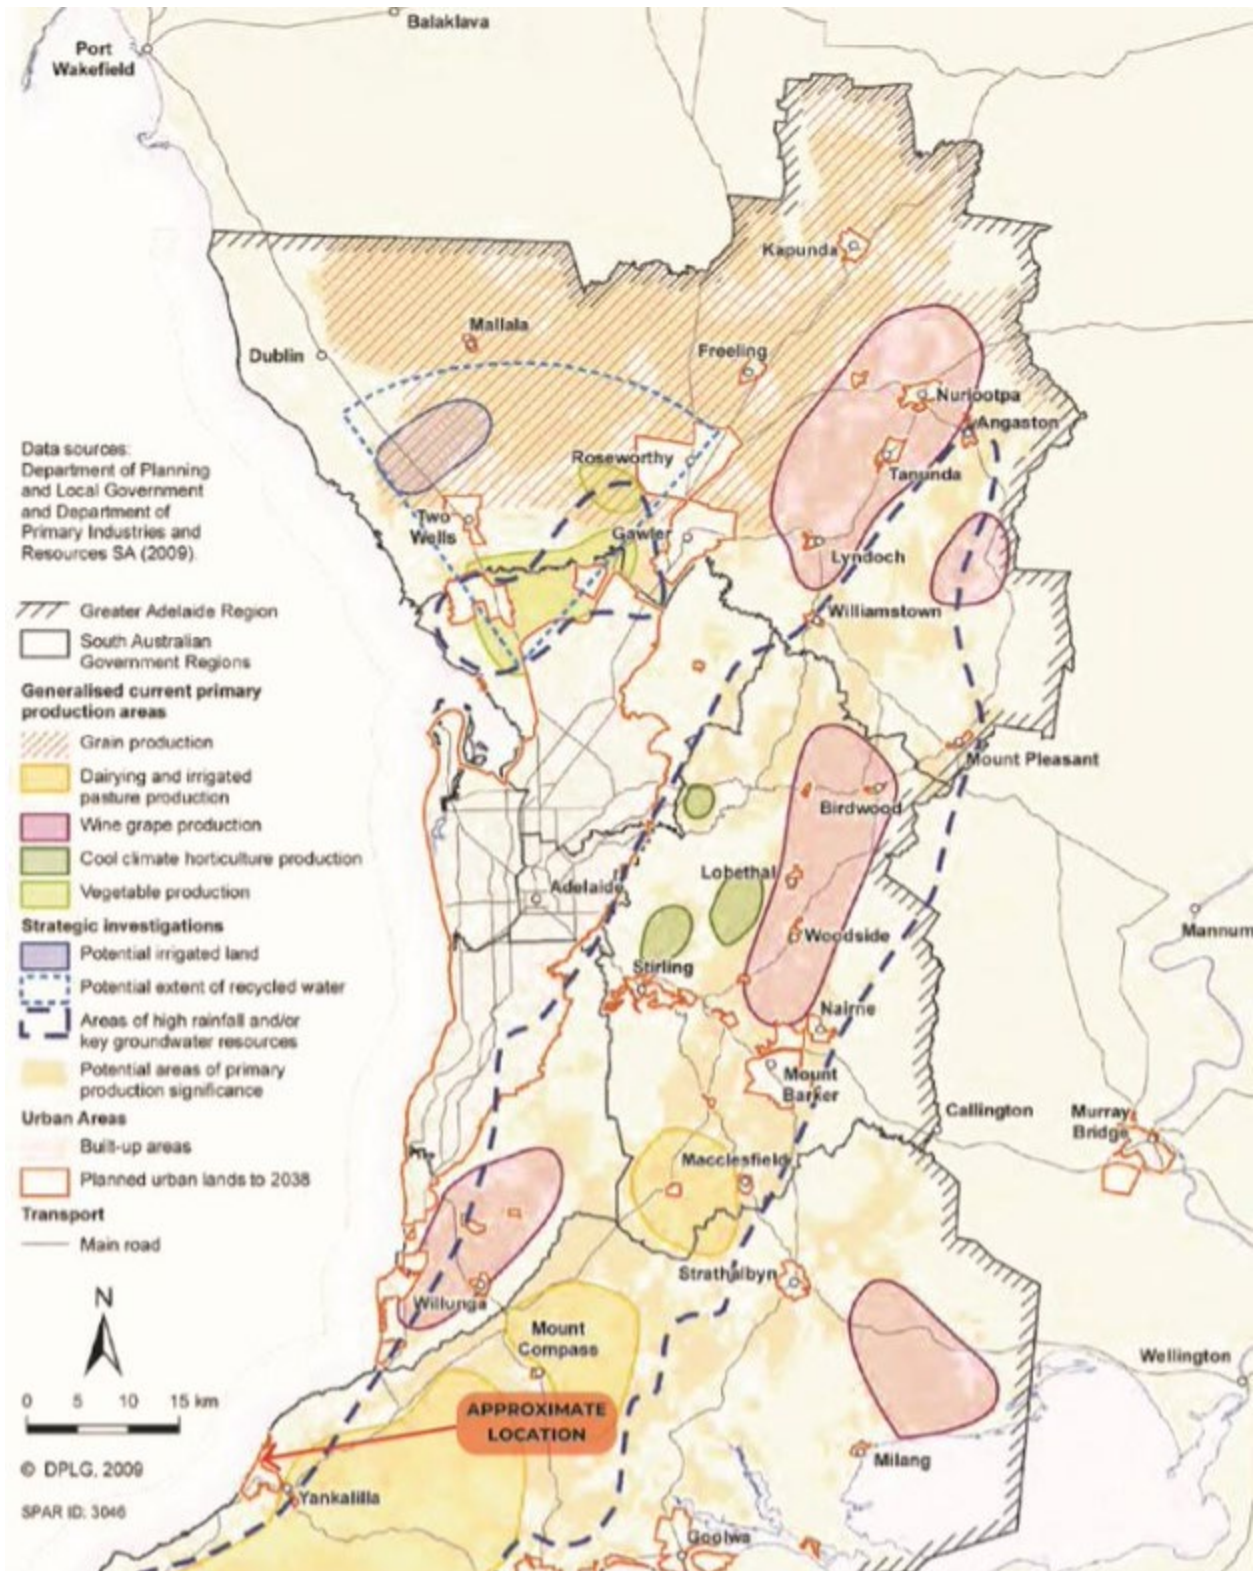 Balaklava
Port
Wakefield
Kapunda
Mallala
Dublin
Freeling
Nuriootpa
Angaston
Data sources:
Department of Planning
and Local Government
and Department of
Primary Industries and
Resources SA (2009).
Roseworthy
Tanunda
Two
Wells
Gawler
Lyndoch
Greater Adelaide Region
Williamstown
South Australian
Government Regions
Generalised current primary
production areas
Grain production
Dairying and irrigated
pasture production
Wine grape production
Cool climate horticulture production
Vegetable production
Strategic investigations
Potential irrigated land
Potential extent of recycled water
Areas of high rainfall and/or
key groundwater resources
Potential areas of primary
production significance
Urban Areas
Built-up areas
Planned urban lands to 2038
Transport
Main road
Mount Pleasant
Birdwood
Lobethal
Adelaide
Mannum
Woodside
Stirling
Nairne
Mount
Barker
Callington
Murray
Bridge
Macclesfield
Strathalbyn
Willunga
Mount
Compass
Wellington
N
0 5 10 15 km
APPROXIMATE
LOCATION
Milang
© DPLG, 2009
Yankalilla
SPAR ID: 3046
Goolwa